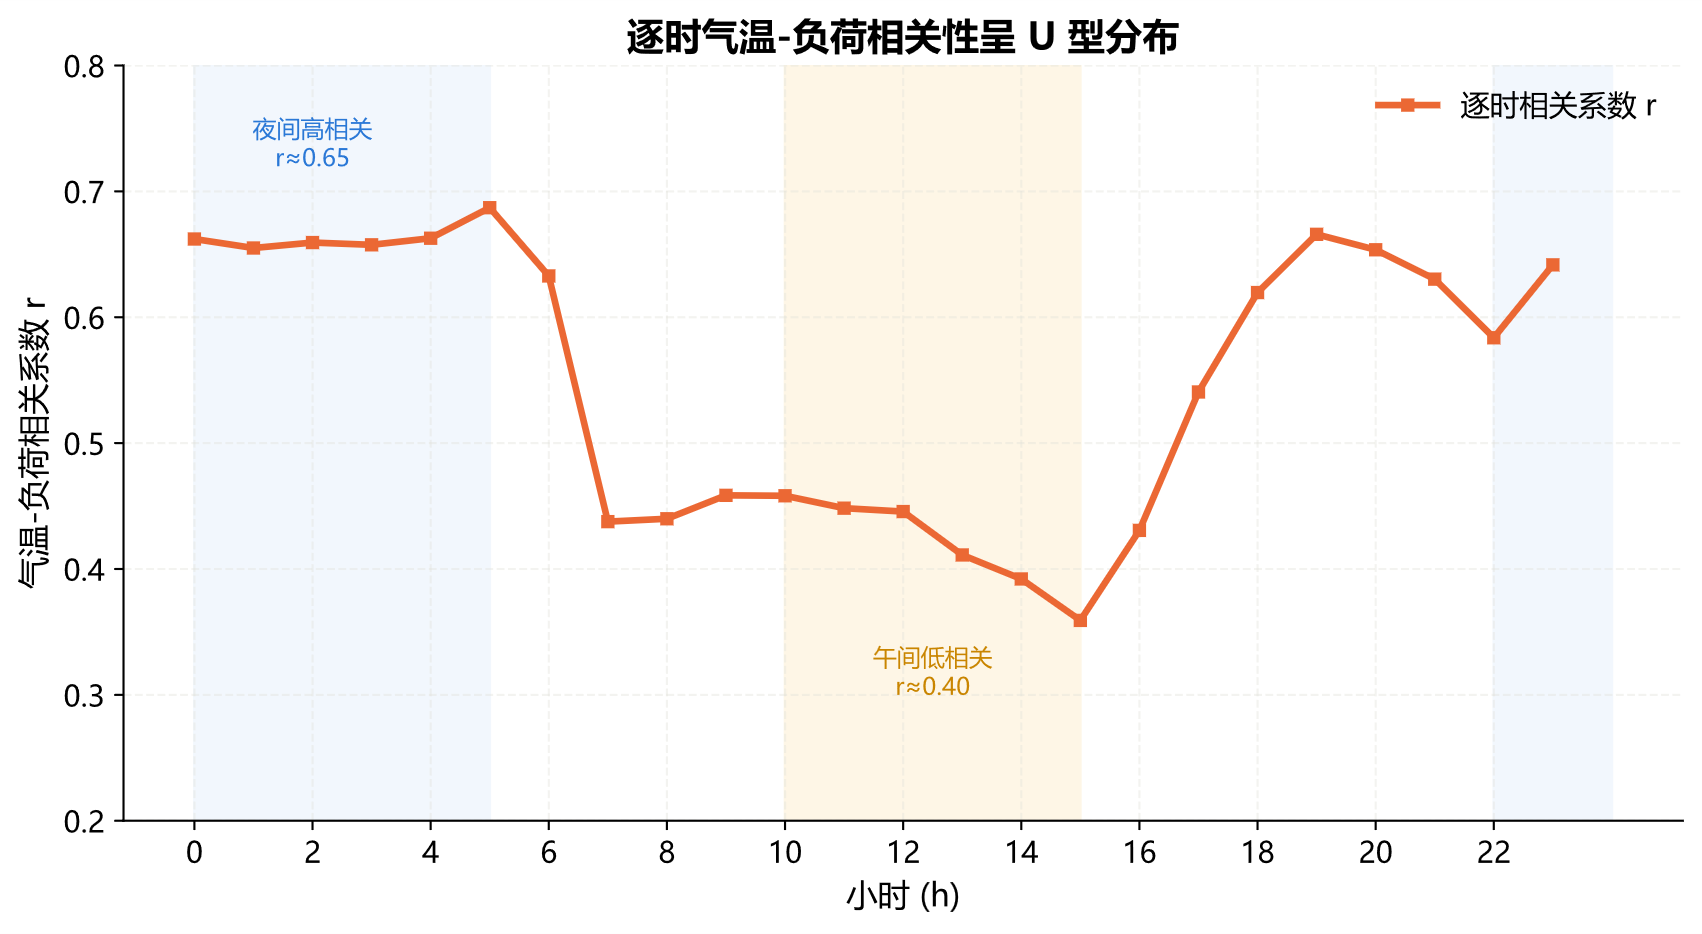 逐时气温-负荷相关性呈 U 型分布
逐时相关系数 r
夜间高相关
r≈0.65
午间低相关
r≈0.40
气温-负荷相关系数 r
0.8
0.7
0.6
0.5
0.4
0.3
0.2
0 2 4 6 8 10 12 14 16 18 20 22
小时 (h)